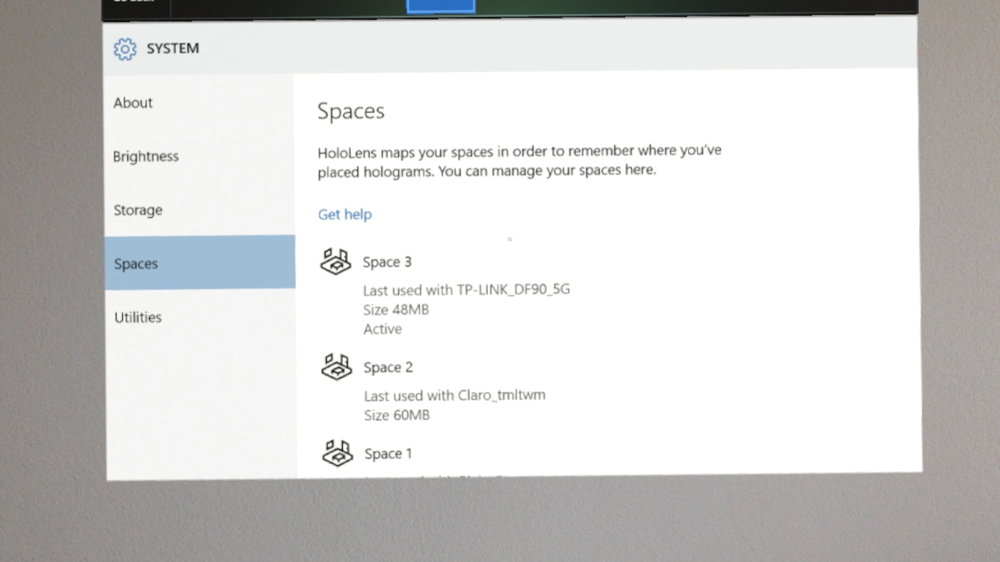 SYSTEM
About
Brightness
Storage
Spaces
Utilities
Spaces
HoloLens maps your spaces in order to remember where you've
placed holograms. You can manage your spaces here.
Get help
Space 3
Last used with TP-LINK_DF90_5G
Size 48MB
Active
Space 2
Last used with Claro_tmltwm
Size 60MB
Space 1